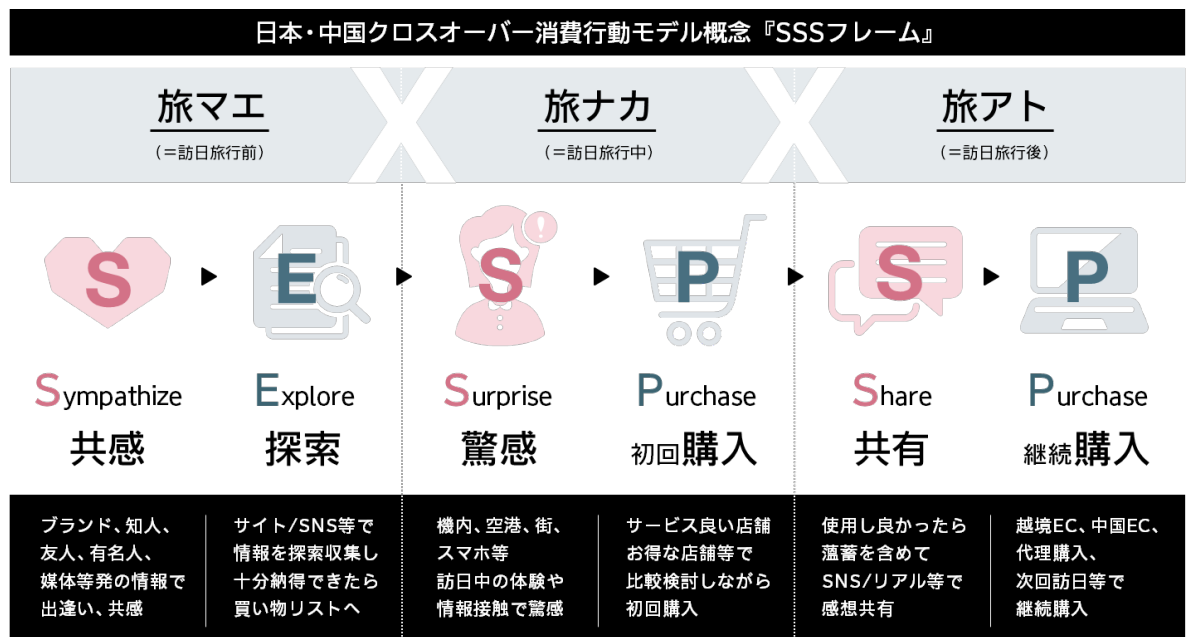 日本・中国クロスオーバー消費行動モデル概念『SSSフレーム』
旅マエ
（＝訪日旅行前）
旅ナカ
（＝訪日旅行中）
旅アト
（＝訪日旅行後）
S
E
S
P
S
P
Sympathize
共感
Explore
探索
Surprise
驚感
Purchase
初回購入
Share
共有
Purchase
継続購入
ブランド、知人、
友人、有名人、
媒体等発の情報で
出逢い、共感
サイト/SNS等で
情報を探索収集し
十分納得できたら
買い物リストへ
機内、空港、街、
スマホ等
訪日中の体験や
情報接触で驚感
サービス良い店舗
お得な店舗等で
比較検討しながら
初回購入
使用し良かったら
薀蓄を含めて
SNS/リアル等で
感想共有
越境EC、中国EC、
代理購入、
次回訪日等で
継続購入